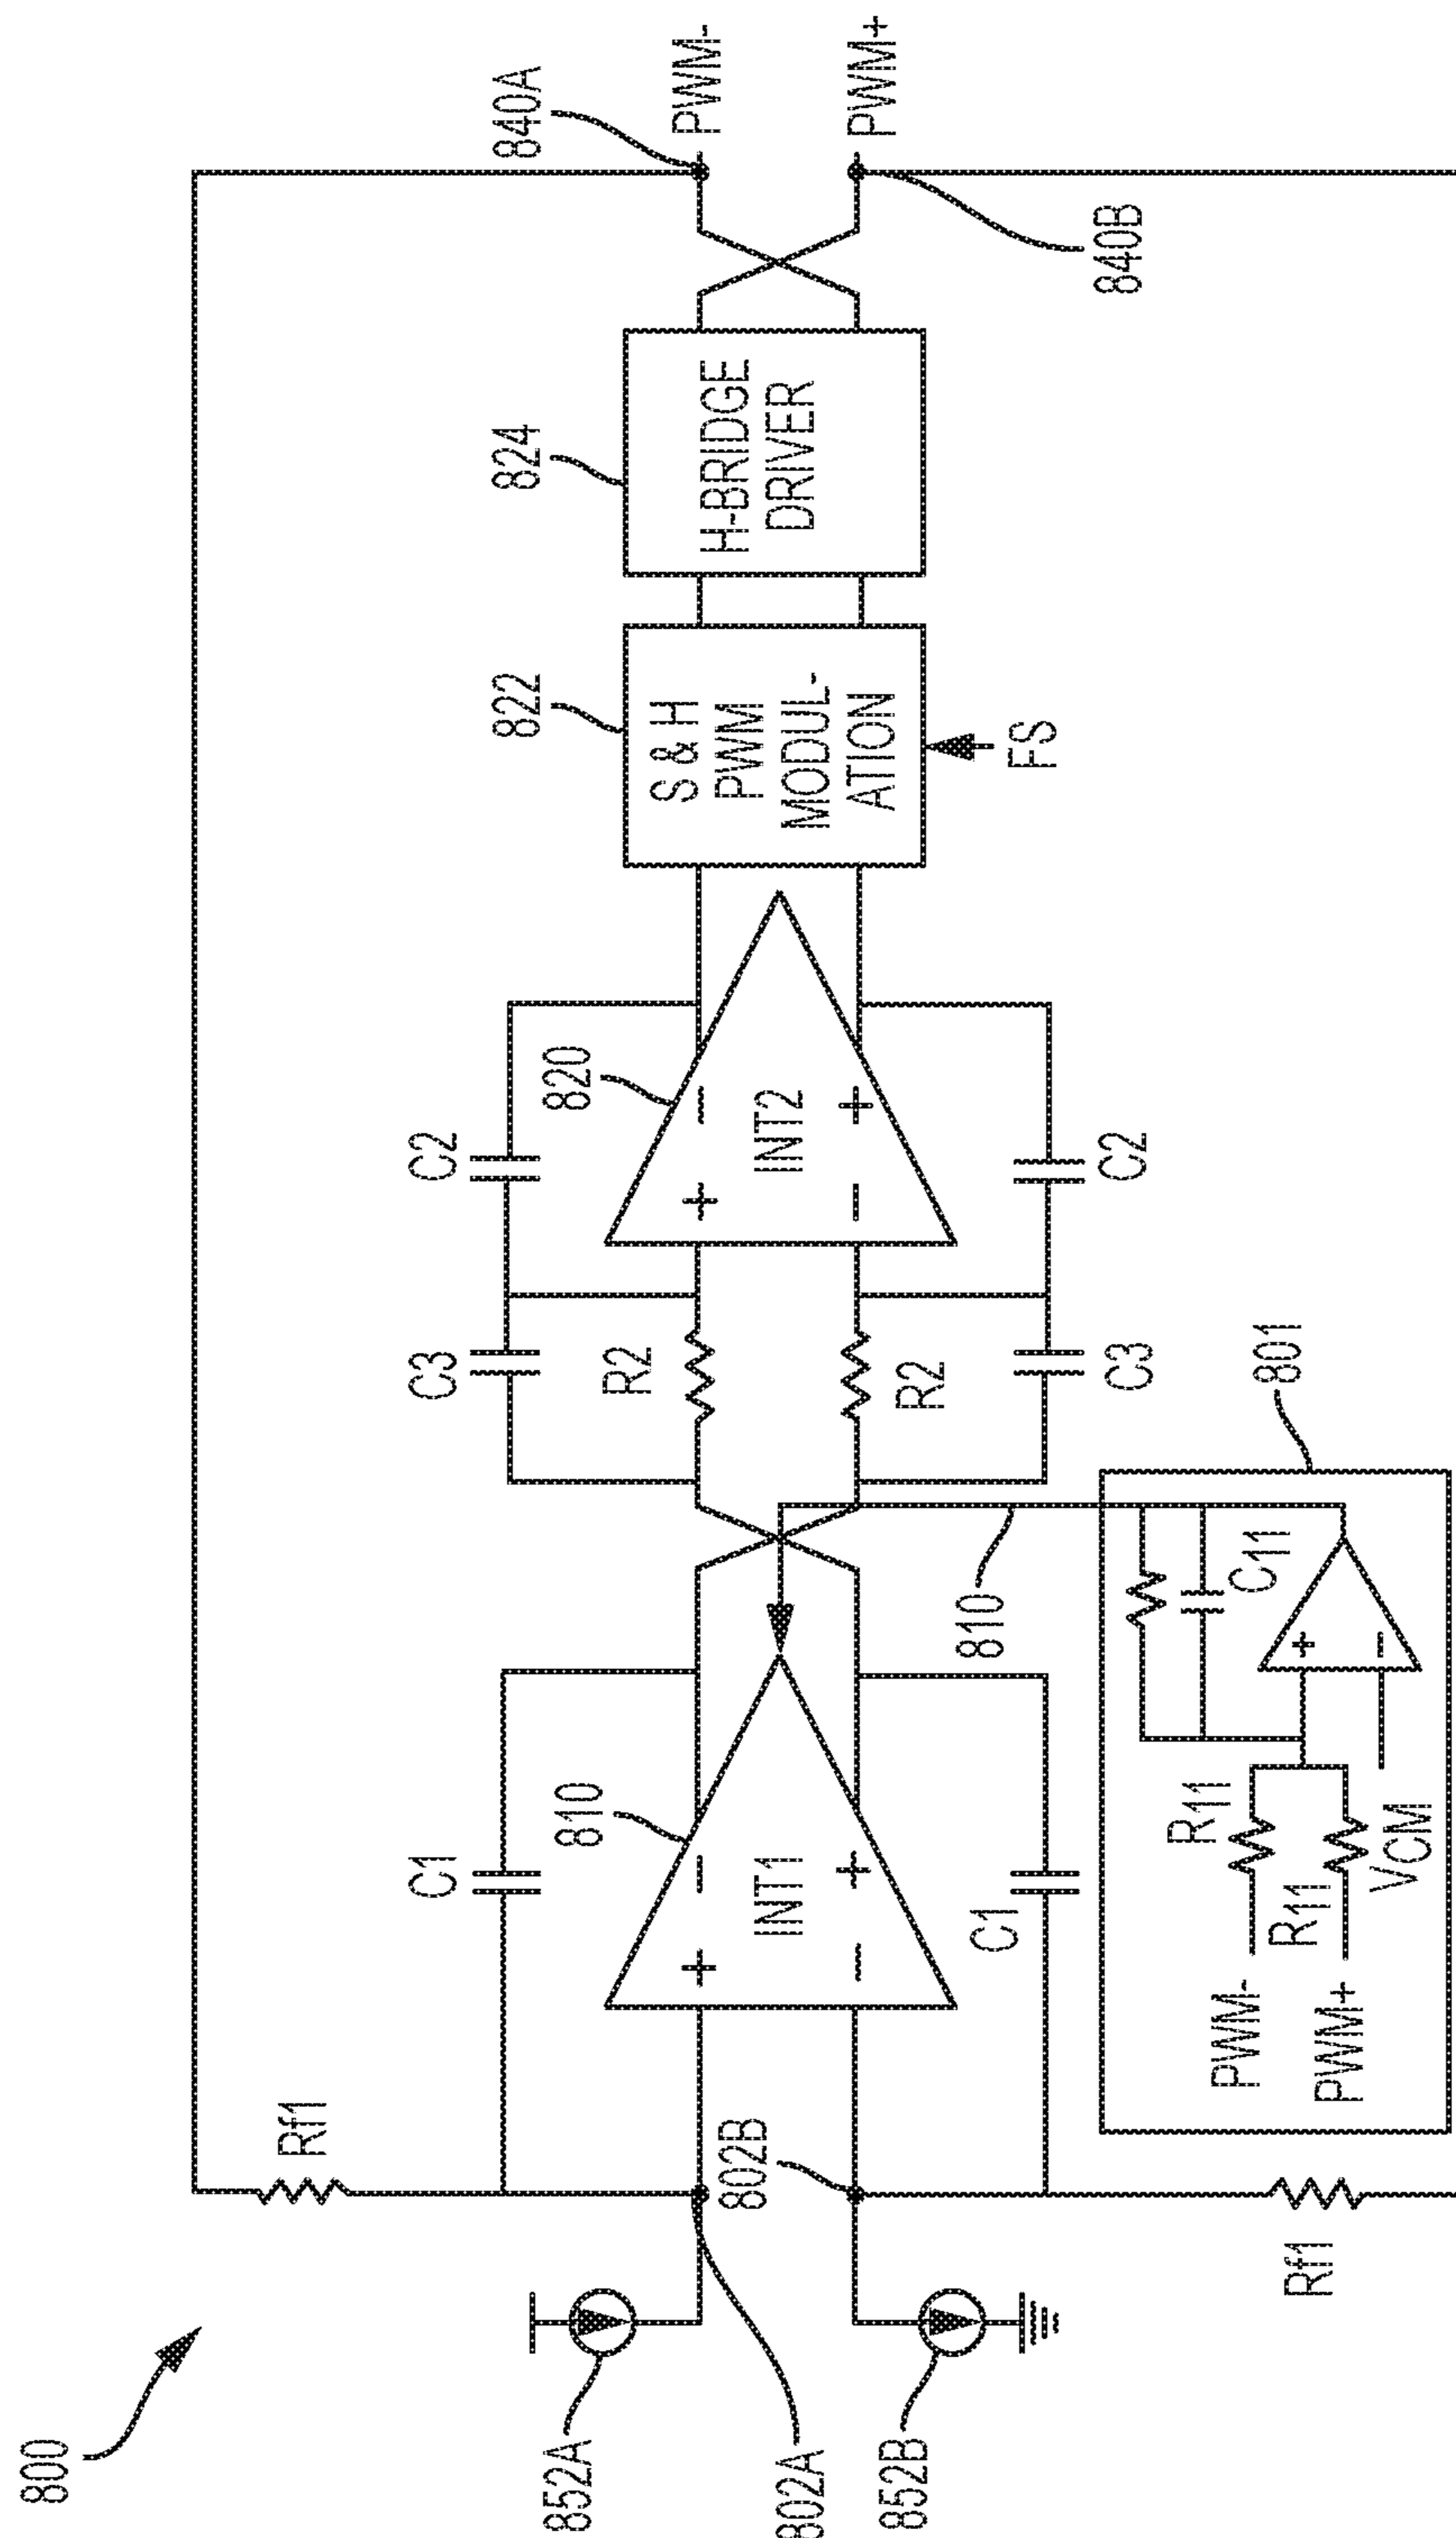 800
Rf1
C1
C3
C2
840A
PWM-
852A
810
R2
820
822
824
+ -
INT1
- +
+ -
INT2
- +
S & H
PWM
MODUL-
ATION
H-BRIDGE
DRIVER
PWM+
802A
802B
R2
FS
840B
852B
C1
810
C3
C2
801
PWM-
R11
C11
PWM+
R11
+
-
VCM
Rf1